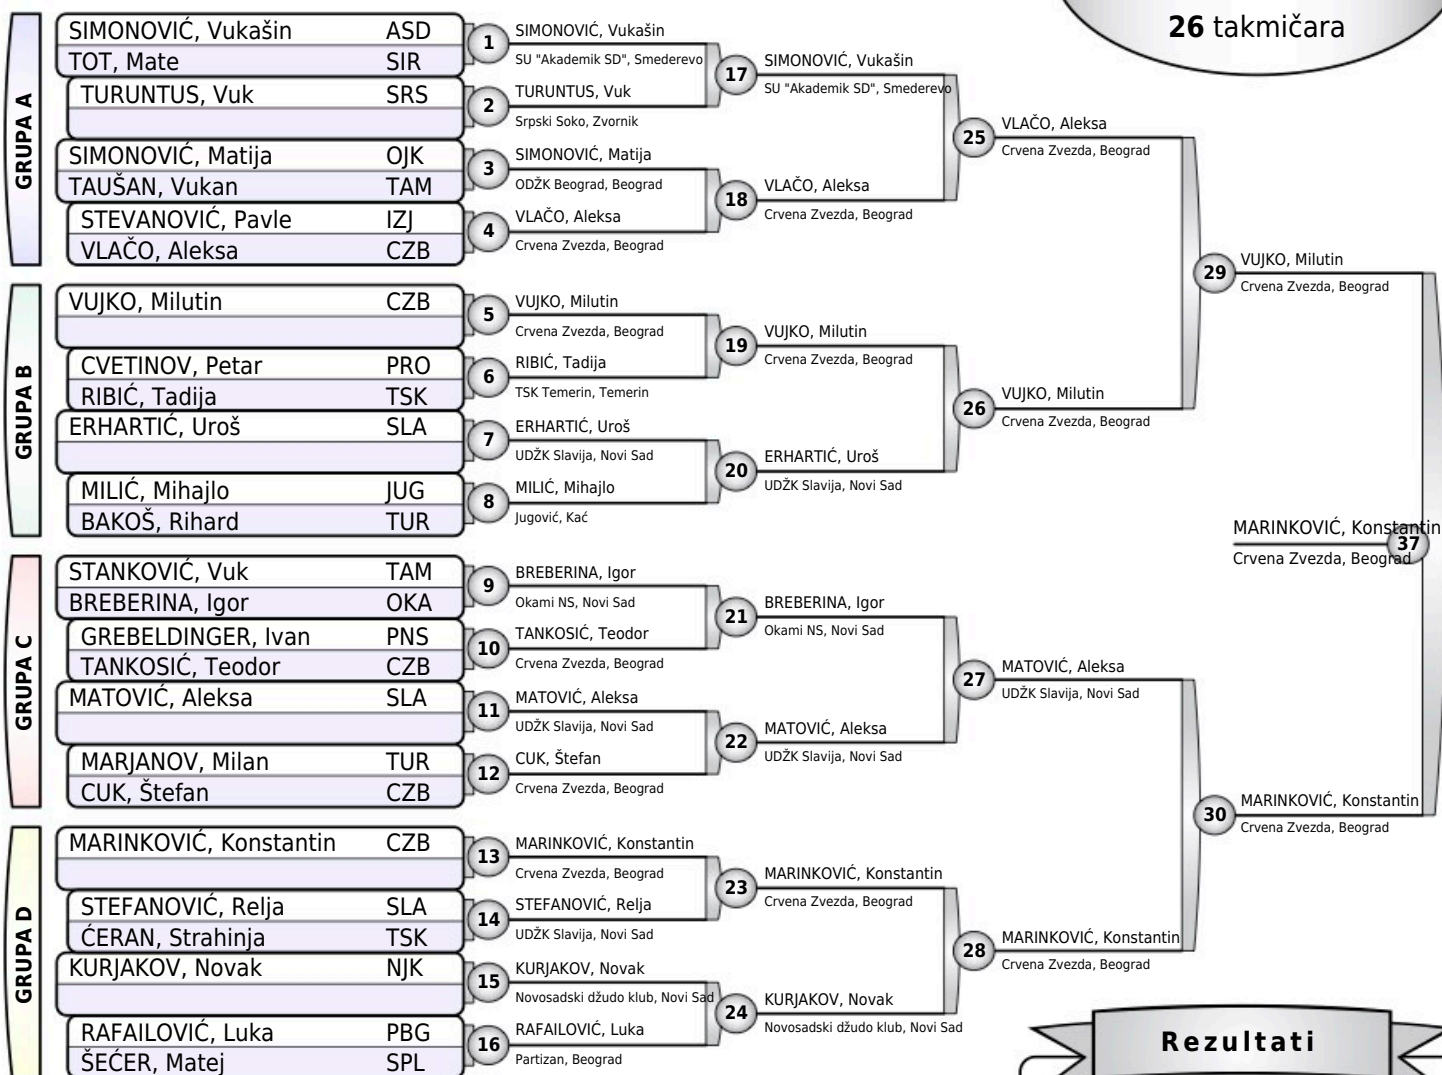 26 takmičara
GRUPA A
SIMONOVIĆ, Vukašin ASD
TOT, Mate SIR
TURUNTUS, Vuk SRS
SIMONOVIĆ, Matija OJK
TAUŠAN, Vukan TAM
STEVANOVIĆ, Pavle IZJ
VLAČO, Aleksa CZB
GRUPA B
VUJKO, Milutin CZB
CVETINOV, Petar PRO
RIBIĆ, Tadija TSK
ERHARTIĆ, Uroš SLA
MILIĆ, Mihajlo JUG
BAKOŠ, Rihard TUR
GRUPA C
STANKOVIĆ, Vuk TAM
BREBERINA, Igor OKA
GREBELDINGER, Ivan PNS
TANKOSIĆ, Teodor CZB
MATOVIĆ, Aleksa SLA
MARJANOV, Milan TUR
CUK, Štefan CZB
GRUPA D
MARINKOVIĆ, Konstantin CZB
STEFANOVIĆ, Relja SLA
ĆERAN, Strahinja TSK
KURJAKOV, Novak NJK
RAFAILOVIĆ, Luka PBG
ŠEĆER, Matej SPL
1
SIMONOVIĆ, Vukašin
SU "Akademik SD", Smederevo
2
TURUNTUS, Vuk
Srpski Soko, Zvornik
3
SIMONOVIĆ, Matija
ODŽK Beograd, Beograd
4
VLAČO, Aleksa
Crvena Zvezda, Beograd
5
VUJKO, Milutin
Crvena Zvezda, Beograd
6
RIBIĆ, Tadija
TSK Temerin, Temerin
7
ERHARTIĆ, Uroš
UDŽK Slavija, Novi Sad
8
MILIĆ, Mihajlo
Jugović, Kać
9
BREBERINA, Igor
Okami NS, Novi Sad
10
TANKOSIĆ, Teodor
Crvena Zvezda, Beograd
11
MATOVIĆ, Aleksa
UDŽK Slavija, Novi Sad
12
CUK, Štefan
Crvena Zvezda, Beograd
13
MARINKOVIĆ, Konstantin
Crvena Zvezda, Beograd
14
STEFANOVIĆ, Relja
UDŽK Slavija, Novi Sad
15
KURJAKOV, Novak
Novosadski džudo klub, Novi Sad
16
RAFAILOVIĆ, Luka
Partizan, Beograd
17
SIMONOVIĆ, Vukašin
SU "Akademik SD", Smederevo
18
VLAČO, Aleksa
Crvena Zvezda, Beograd
19
VUJKO, Milutin
Crvena Zvezda, Beograd
20
ERHARTIĆ, Uroš
UDŽK Slavija, Novi Sad
21
BREBERINA, Igor
Okami NS, Novi Sad
22
MATOVIĆ, Aleksa
UDŽK Slavija, Novi Sad
23
MARINKOVIĆ, Konstantin
Crvena Zvezda, Beograd
24
KURJAKOV, Novak
Novosadski džudo klub, Novi Sad
25
VLAČO, Aleksa
Crvena Zvezda, Beograd
26
VUJKO, Milutin
Crvena Zvezda, Beograd
27
MATOVIĆ, Aleksa
UDŽK Slavija, Novi Sad
28
MARINKOVIĆ, Konstantin
Crvena Zvezda, Beograd
29
VUJKO, Milutin
Crvena Zvezda, Beograd
30
MARINKOVIĆ, Konstantin
Crvena Zvezda, Beograd
37
MARINKOVIĆ, Konstantin
Crvena Zvezda, Beograd
Rezultati